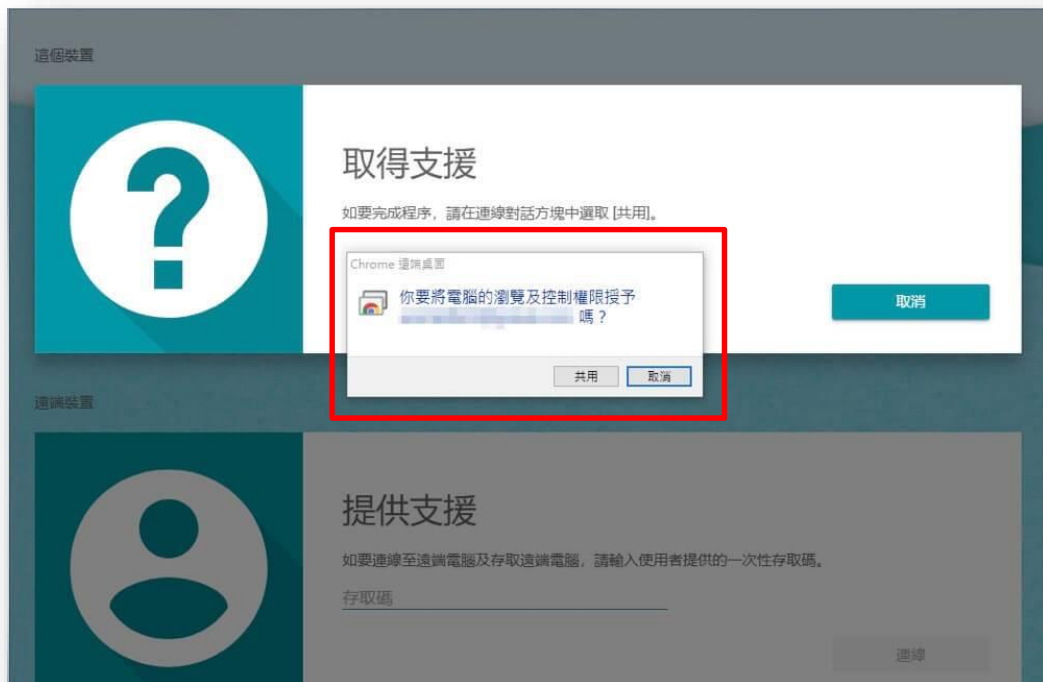 這個裝置
取得支援
如要完成程序，請在連線對話方塊中選取 [共用]。
Chrome 遠端桌面
你要將電腦的瀏覽及控制權限授予
嗎？
共用
取消
取消
遠端裝置
提供支援
如要連線至遠端電腦及存取遠端電腦，請輸入使用者提供的一次性存取碼。
存取碼
連線